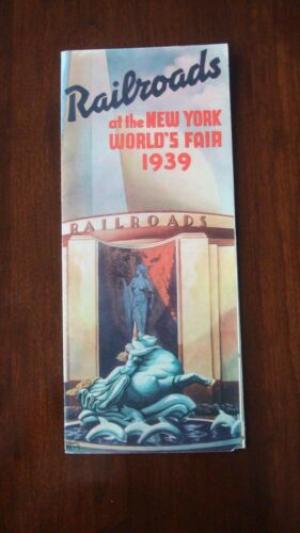 Railroads
at the NEW YORK
WORLD'S FAIR
1939
RAILROADS